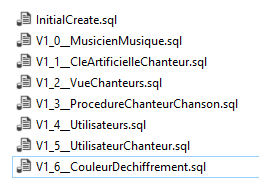 InitialCreate.sql
V1_0__MusicienMusique.sql
V1_1__CleArtificielleChanteur.sql
V1_2__VueChanteurs.sql
V1_3__ProcedureChanteurChanson.sql
V1_4__Utilisateurs.sql
V1_5__UtilisateurChanteur.sql
V1_6__CouleurDechiffrement.sql